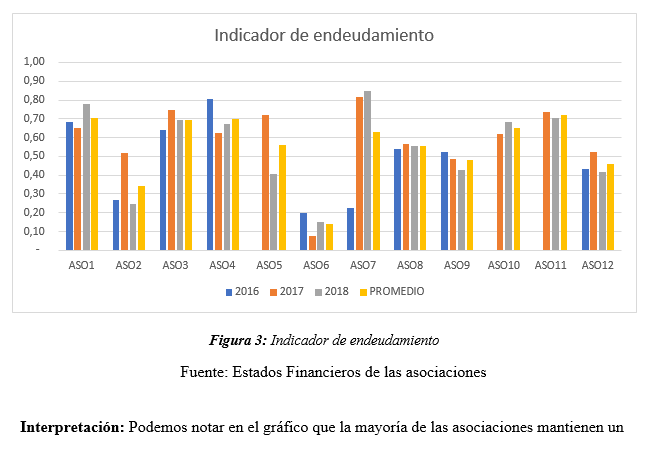 Indicador de endeudamiento
1,00
0,90
0,80
0,70
0,60
0,50
0,40
0,30
0,20
0,10
-
ASO1 ASO2 ASO3 ASO4 ASO5 ASO6 ASO7 ASO8 ASO9 ASO10 ASO11 ASO12
2016 2017 2018 PROMEDIO
Figura 3: Indicador de endeudamiento
Fuente: Estados Financieros de las asociaciones
Interpretación: Podemos notar en el gráfico que la mayoría de las asociaciones mantienen un